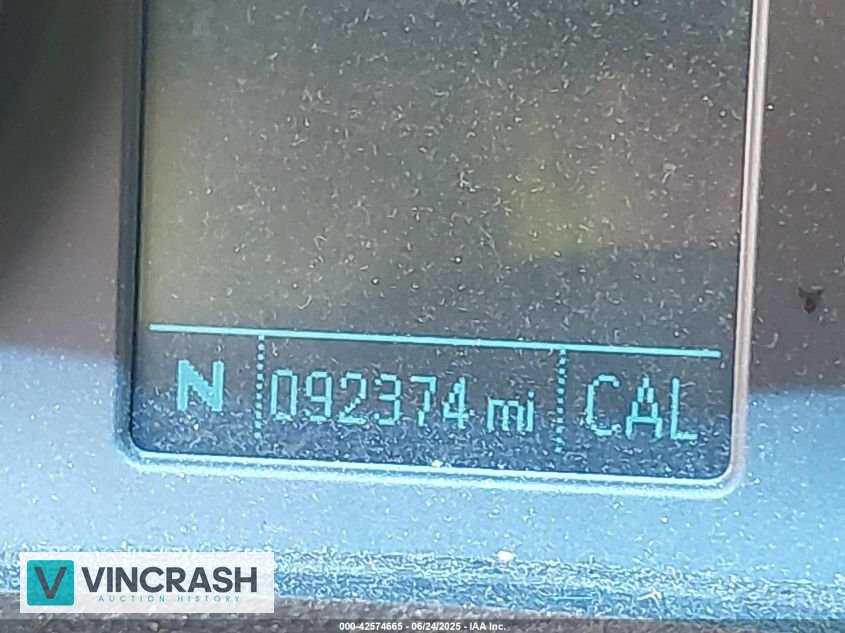 N 092374 mi CAL
VINCRASH
AUCTION HISTORY
000-42574665 - 06/24/2025 - IAA Inc.